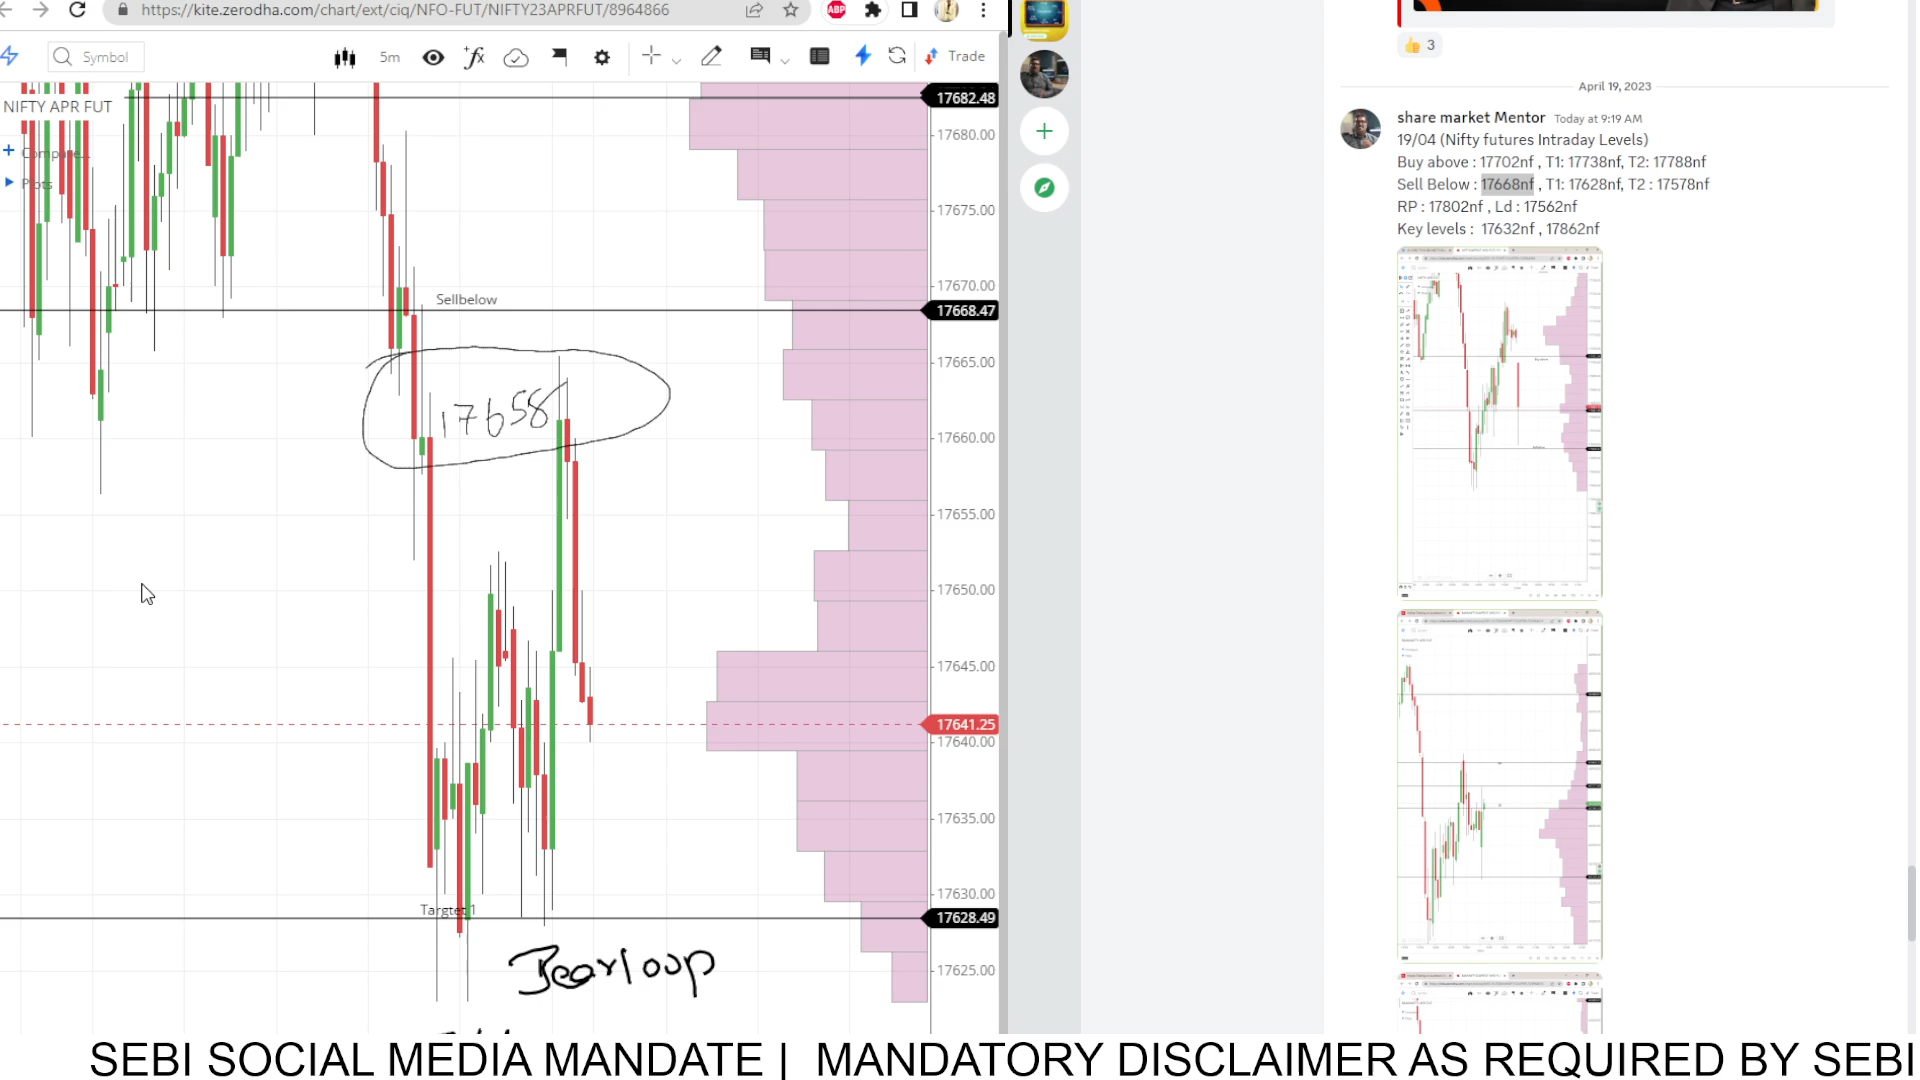 https://kite.zerodha.com/chart/ext/ciq/NFO-FUT/NIFTY23APRFUT/8964866
ABP
Symbol
5m
Trade
NIFTY APR FUT
Compare...
Plots
17682.48
17680.00
17675.00
17670.00
Sellbelow
17668.47
17665.00
17658
17660.00
17655.00
17650.00
17645.00
17641.25
17640.00
17635.00
17630.00
Targtet 1
17628.49
Bearloop
17625.00
3
April 19, 2023
share market Mentor Today at 9:19 AM
19/04 (Nifty futures Intraday Levels)
Buy above : 17702nf , T1: 17738nf, T2: 17788nf
Sell Below : 17668nf , T1: 17628nf, T2 : 17578nf
RP : 17802nf , Ld : 17562nf
Key levels : 17632nf , 17862nf
SEBI SOCIAL MEDIA MANDATE | MANDATORY DISCLAIMER AS REQUIRED BY SEBI